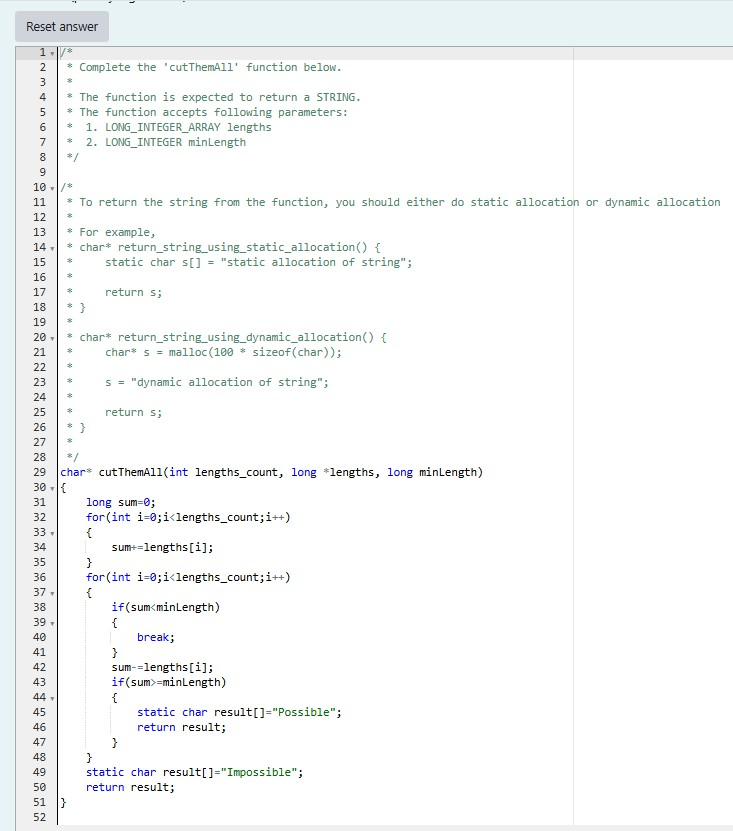 Reset answer
1 /*
2 * Complete the 'cutThemAll' function below.
3 *
4 * The function is expected to return a STRING.
5 * The function accepts following parameters:
6 *  1. LONG_INTEGER_ARRAY lengths
7 *  2. LONG_INTEGER minLength
8 */
9
10 /*
11 * To return the string from the function, you should either do static allocation or dynamic allocation
12 *
13 * For example,
14 * char* return_string_using_static_allocation() {
15 *     static char s[] = "static allocation of string";
16 *
17 *     return s;
18 * }
19 *
20 * char* return_string_using_dynamic_allocation() {
21 *     char* s = malloc(100 * sizeof(char));
22 *
23 *     s = "dynamic allocation of string";
24 *
25 *     return s;
26 * }
27 *
28 */
29 char* cutThemAll(int lengths_count, long *lengths, long minLength)
30 {
31     long sum=0;
32     for(int i=0;i<lengths_count;i++)
33     {
34         sum+=lengths[i];
35     }
36     for(int i=0;i<lengths_count;i++)
37     {
38         if(sum<minLength)
39         {
40             break;
41         }
42         sum-=lengths[i];
43         if(sum>=minLength)
44         {
45             static char result[]="Possible";
46             return result;
47         }
48     }
49     static char result[]="Impossible";
50     return result;
51 }
52